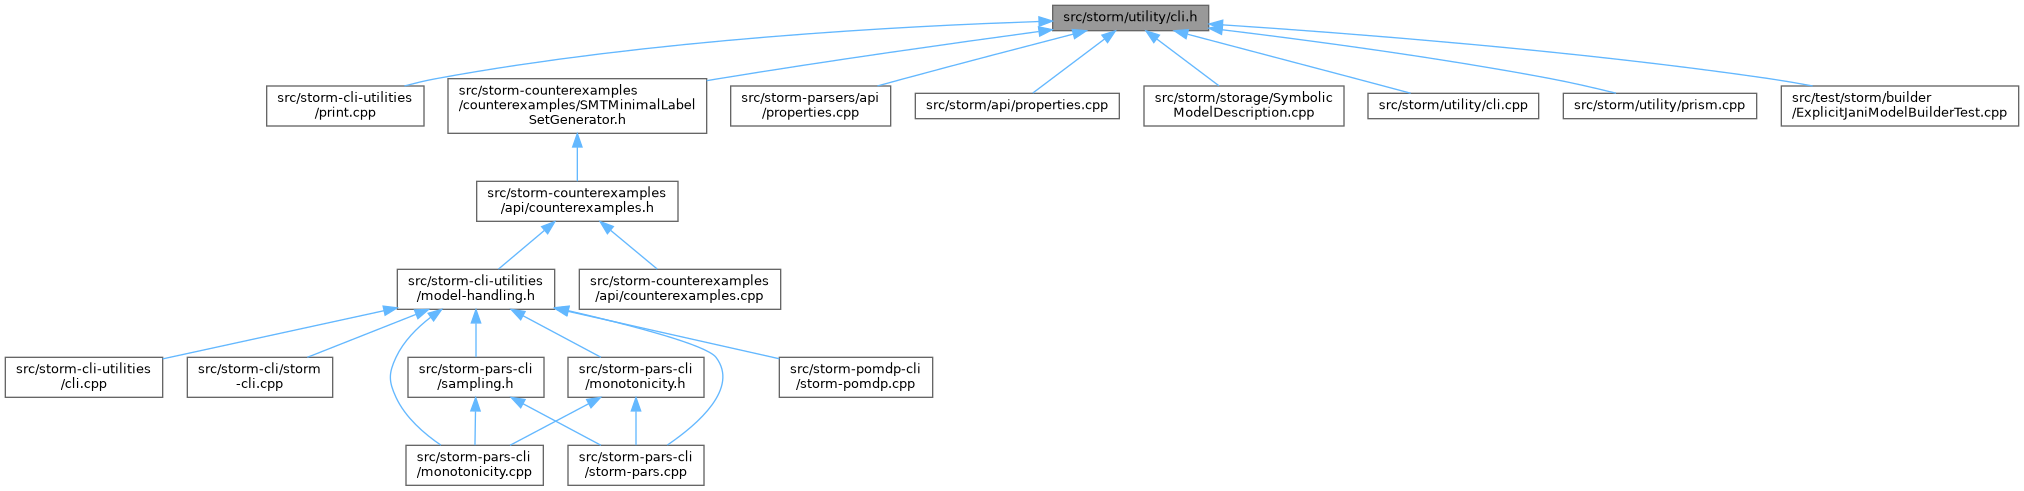 src/storm/utility/cli.h
src/storm-cli-utilities
/print.cpp
src/storm-counterexamples
/counterexamples/SMTMinimalLabel
SetGenerator.h
src/storm-parsers/api
/properties.cpp
src/storm/api/properties.cpp
src/storm/storage/Symbolic
ModelDescription.cpp
src/storm/utility/cli.cpp
src/storm/utility/prism.cpp
src/test/storm/builder
/ExplicitJaniModelBuilderTest.cpp
src/storm-counterexamples
/api/counterexamples.h
src/storm-cli-utilities
/model-handling.h
src/storm-counterexamples
/api/counterexamples.cpp
src/storm-cli-utilities
/cli.cpp
src/storm-cli/storm
-cli.cpp
src/storm-pars-cli
/sampling.h
src/storm-pars-cli
/monotonicity.h
src/storm-pomdp-cli
/storm-pomdp.cpp
src/storm-pars-cli
/monotonicity.cpp
src/storm-pars-cli
/storm-pars.cpp